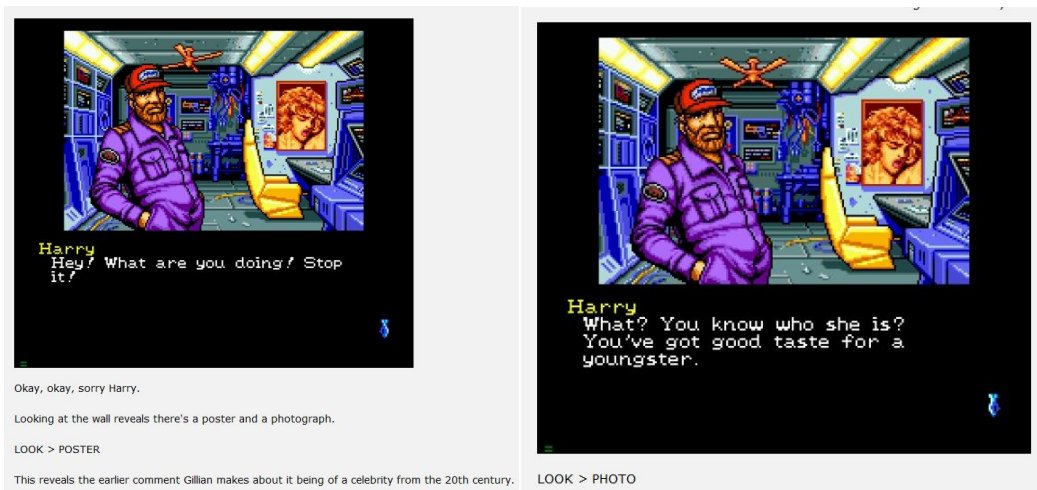 Harry
Hey! What are you doing! Stop
it!
Okay, okay, sorry Harry.
Looking at the wall reveals there's a poster and a photograph.
LOOK > POSTER
This reveals the earlier comment Gillian makes about it being of a celebrity from the 20th century.
Harry
What? You know who she is?
You've got good taste for a
youngster.
LOOK > PHOTO